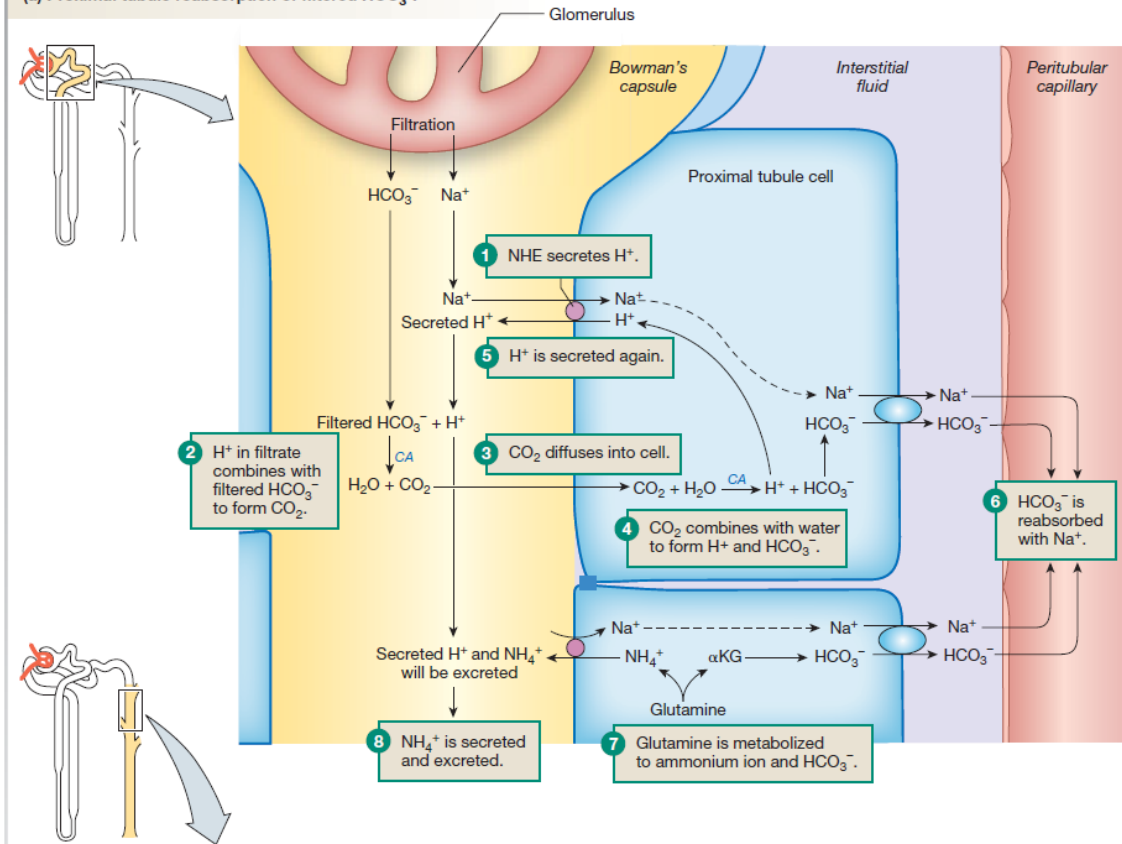 Glomerulus
Bowman's
capsule
Interstitial
fluid
Peritubular
capillary
Filtration
Proximal tubule cell
HCO₃⁻ Na⁺
1 NHE secretes H⁺.
Na⁺ Na⁺
Secreted H⁺ H⁺
5 H⁺ is secreted again.
Na⁺ Na⁺
HCO₃⁻ HCO₃⁻
Filtered HCO₃⁻ + H⁺
CA
2 H⁺ in filtrate
combines with
filtered HCO₃⁻
to form CO₂.
3 CO₂ diffuses into cell.
H₂O + CO₂ CO₂ + H₂O CA H⁺ + HCO₃⁻
4 CO₂ combines with water
to form H+ and HCO₃⁻.
6 HCO₃⁻ is
reabsorbed
with Na⁺.
Na⁺ Na⁺ Na⁺
Secreted H⁺ and NH₄⁺
will be excreted
NH₄⁺ αKG HCO₃⁻ HCO₃⁻
Glutamine
8 NH₄⁺ is secreted
and excreted.
7 Glutamine is metabolized
to ammonium ion and HCO₃⁻.